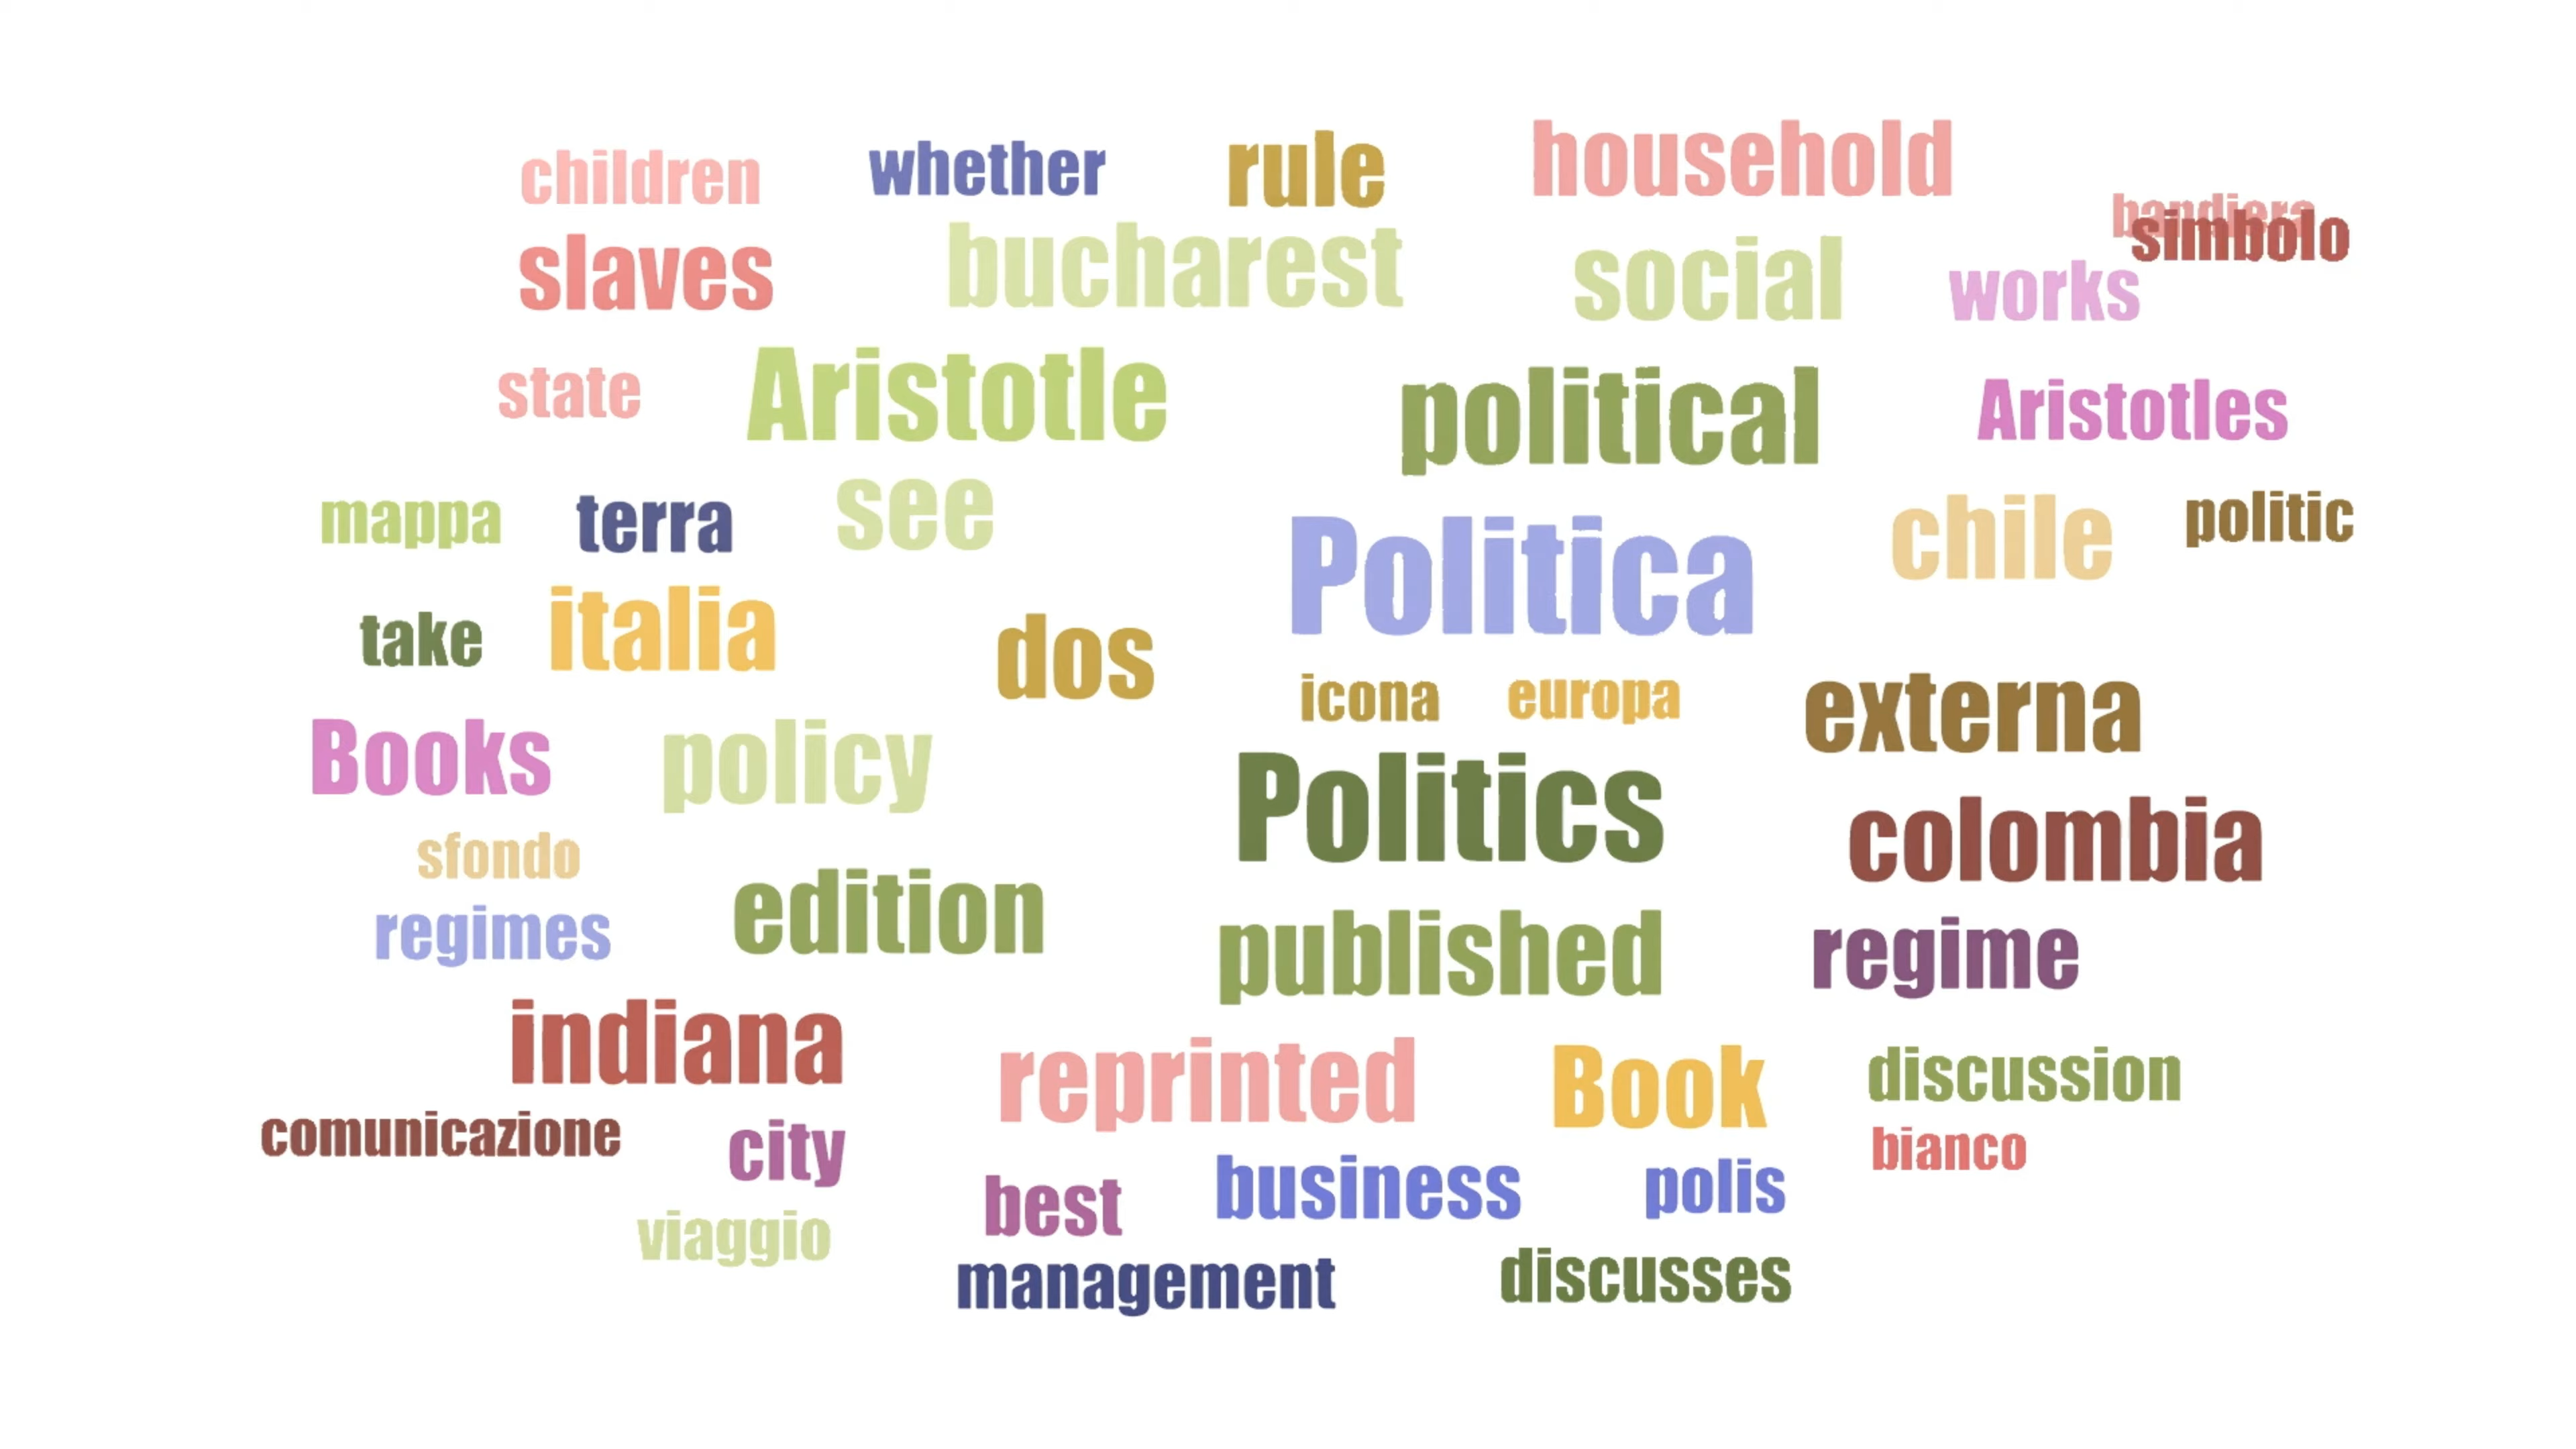 children whether rule household
bandiera
simbolo
slaves bucharest social works
state Aristotle political Aristotles
mappa terra see Politica chile politic
take italia dos
icona europa externa
Books policy Politics colombia
sfondo
regimes edition published regime
indiana reprinted Book discussion
comunicazione city best business polis bianco
viaggio management discusses